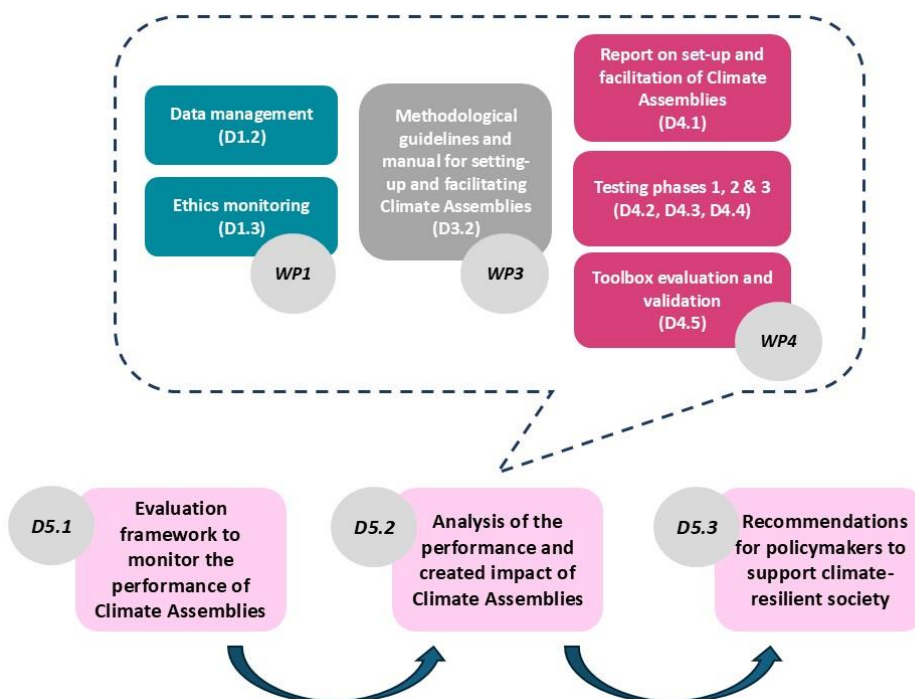 Data management
(D1.2)
Ethics monitoring
(D1.3)
WP1
Methodological
guidelines and
manual for setting-
up and facilitating
Climate Assemblies
(D3.2)
WP3
Report on set-up and
facilitation of Climate
Assemblies
(D4.1)
Testing phases 1, 2 & 3
(D4.2, D4.3, D4.4)
Toolbox evaluation and
validation
(D4.5)
WP4
D5.1
Evaluation
framework to
monitor the
performance of
Climate Assemblies
D5.2
Analysis of the
performance and
created impact of
Climate Assemblies
D5.3
Recommendations
for policymakers to
support climate-
resilient society